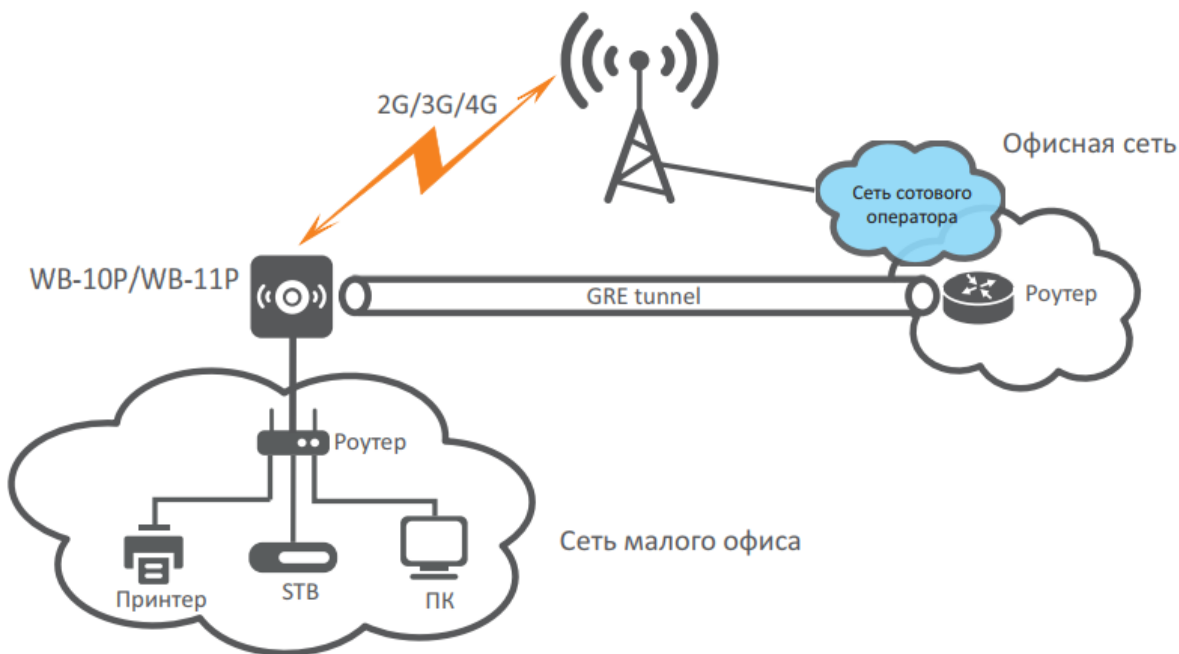 2G/3G/4G
Офисная сеть
Сеть сотового
оператора
WB-10P/WB-11P
GRE tunnel
Роутер
Роутер
Сеть малого офиса
Принтер
STB
ПК